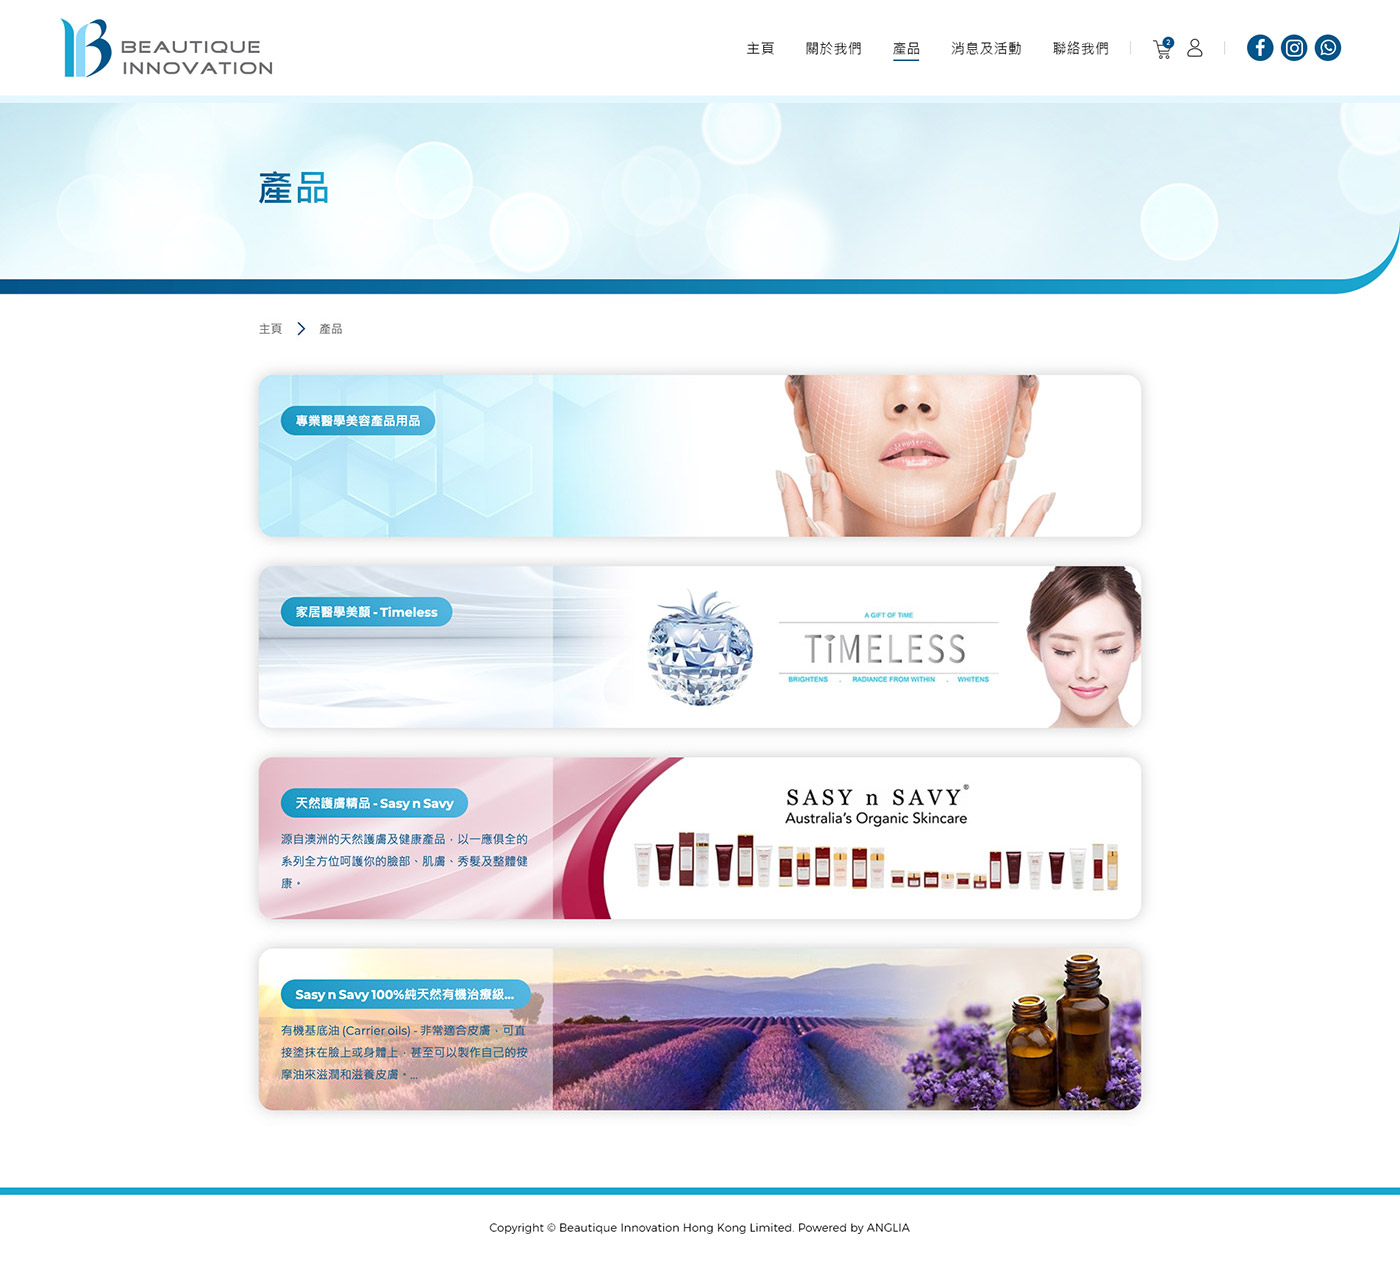 BEAUTIQUE
INNOVATION
主頁 關於我們 產品 消息及活動 聯絡我們 2
產品
主頁 產品
專業醫學美容產品用品
家居醫學美顏 - Timeless
A GIFT OF TIME
TiMELESS
BRIGHTENS . RADIANCE FROM WITHIN . WHITENS
天然護膚精品 - Sasy n Savy
源自澳洲的天然護膚及健康產品，以一應俱全的
系列全方位呵護你的臉部、肌膚、秀髮及整體健
康。
SASY n SAVY®
Australia's Organic Skincare
Sasy n Savy 100%純天然有機治療級...
有機基底油 (Carrier oils) - 非常適合皮膚，可直
接塗抹在臉上或身體上，甚至可以製作自己的按
摩油來滋潤和滋養皮膚。...
Copyright © Beautique Innovation Hong Kong Limited. Powered by ANGLIA